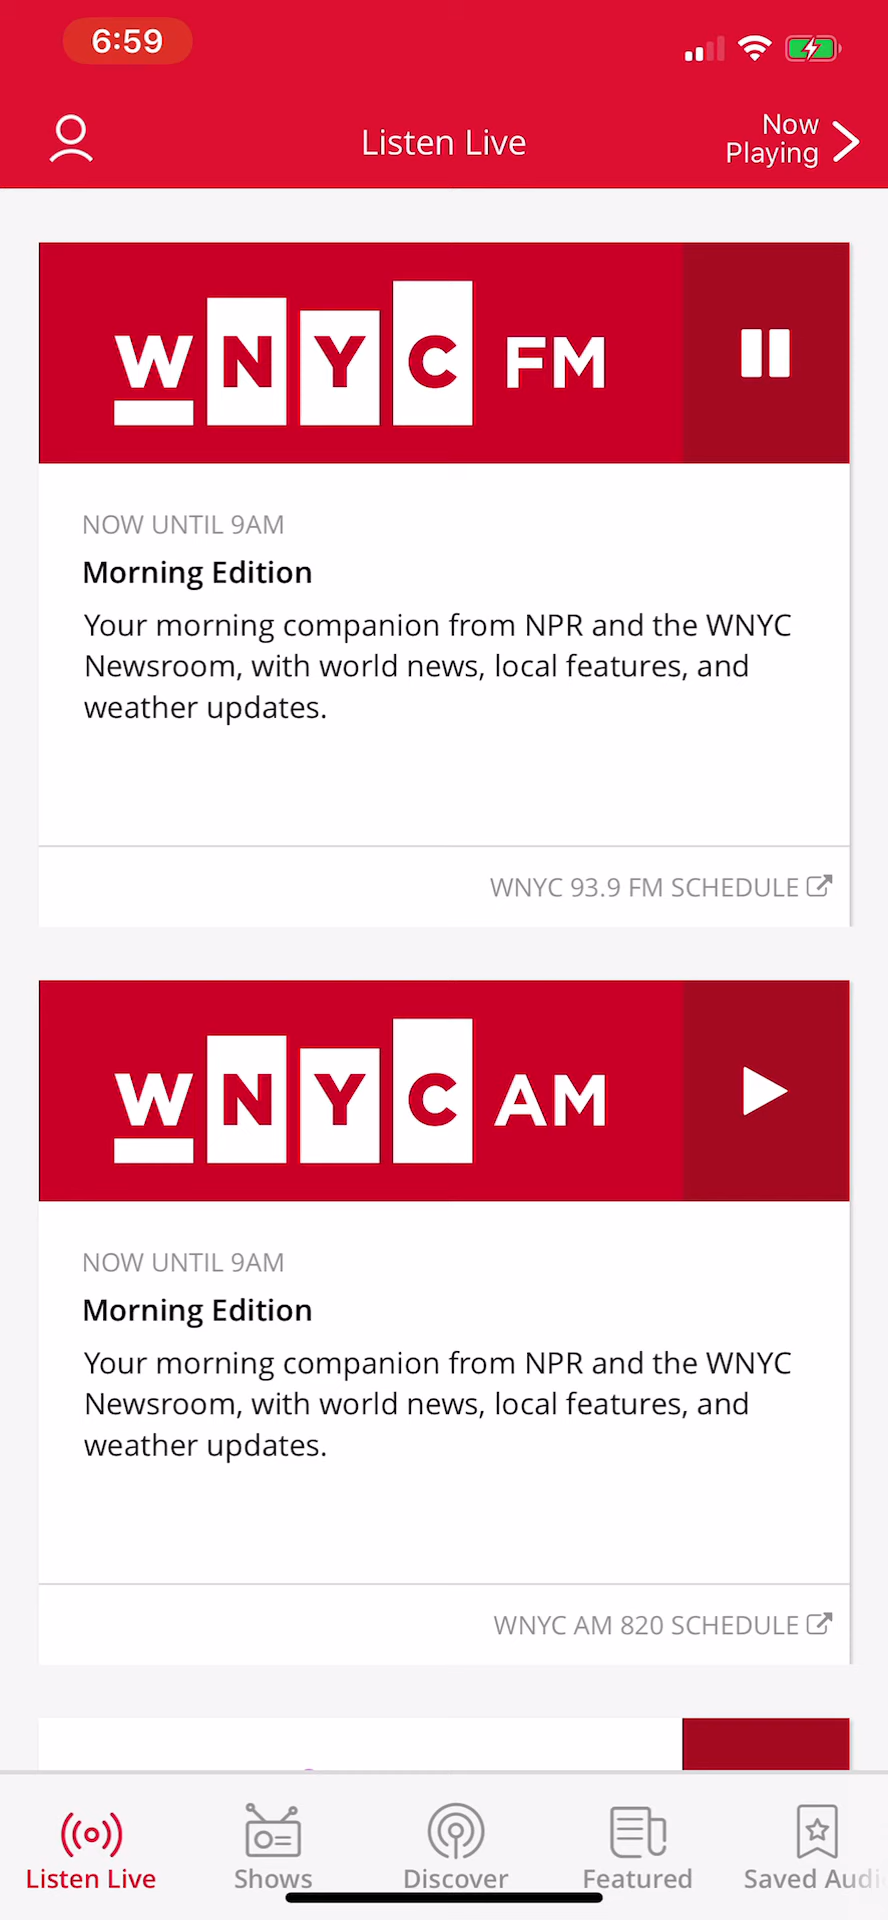 6:59
Listen Live
Now
Playing
WNYC FM
NOW UNTIL 9AM
Morning Edition
Your morning companion from NPR and the WNYC
Newsroom, with world news, local features, and
weather updates.
WNYC 93.9 FM SCHEDULE
WNYC AM
NOW UNTIL 9AM
Morning Edition
Your morning companion from NPR and the WNYC
Newsroom, with world news, local features, and
weather updates.
WNYC AM 820 SCHEDULE
Listen Live
Shows
Discover
Featured
Saved Audi